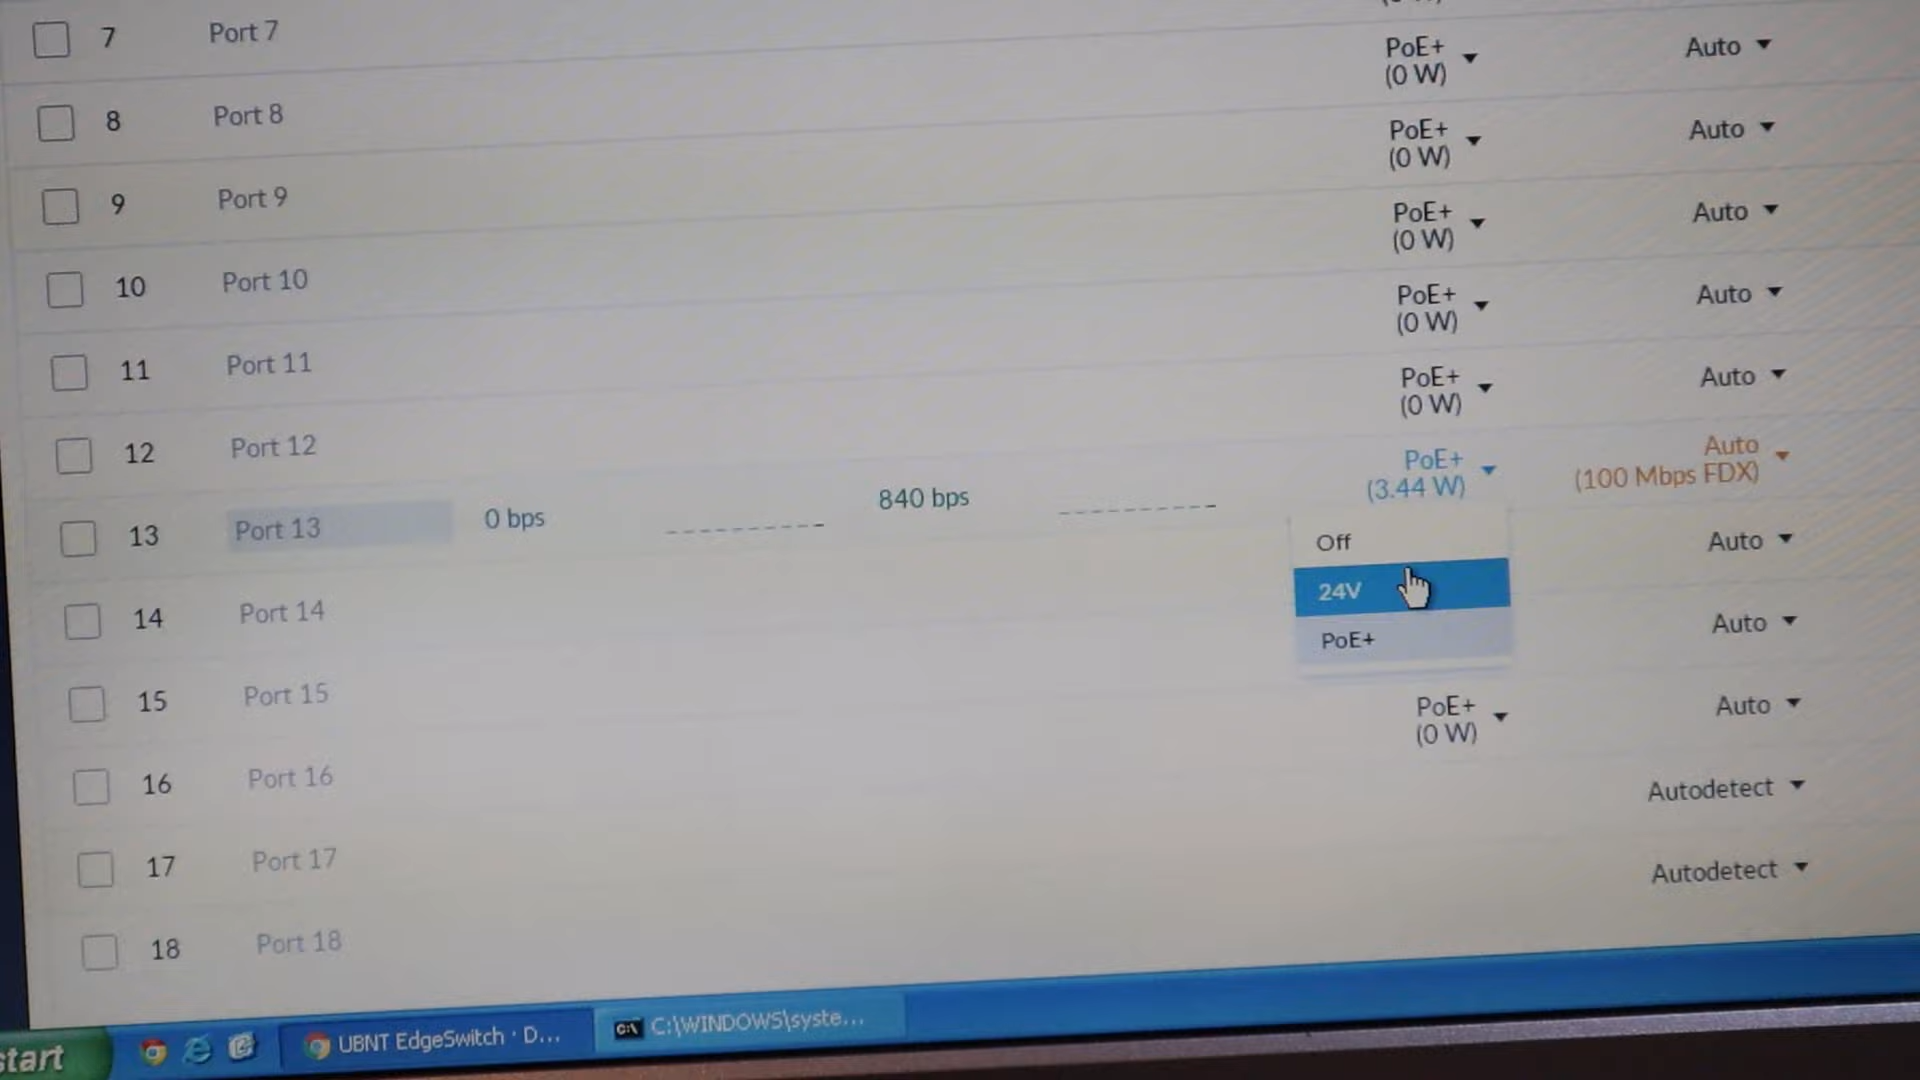 7 Port 7 PoE+ Auto
(0 W)
8 Port 8 PoE+ Auto
(0 W)
9 Port 9 PoE+ Auto
(0 W)
10 Port 10 PoE+ Auto
(0 W)
11 Port 11 PoE+ Auto
(0 W)
12 Port 12 PoE+ Auto
(3.44 W) (100 Mbps FDX)
13 Port 13 0 bps 840 bps Off Auto
24V
14 Port 14 PoE+ Auto
15 Port 15 PoE+ Auto
(0 W)
16 Port 16 Autodetect
17 Port 17 Autodetect
18 Port 18
start UBNT EdgeSwitch · D... C:\WINDOWS\syste...